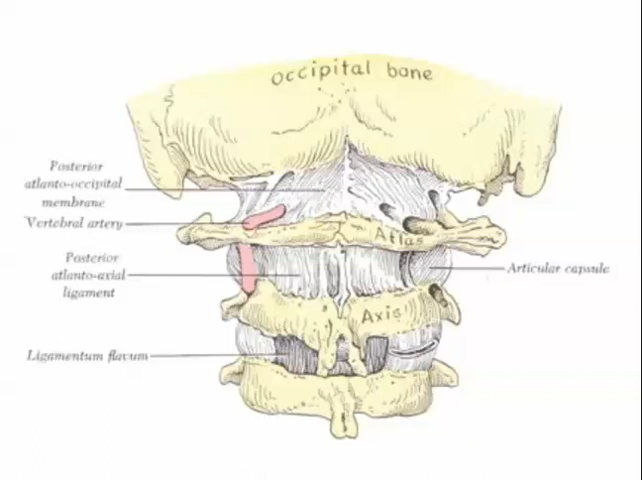 Occipital bone
Posterior
atlanto-occipital
membrane
Vertebral artery
Atlas
Posterior
atlanto-axial
ligament
Articular capsule
Axis
Ligamentum flavum